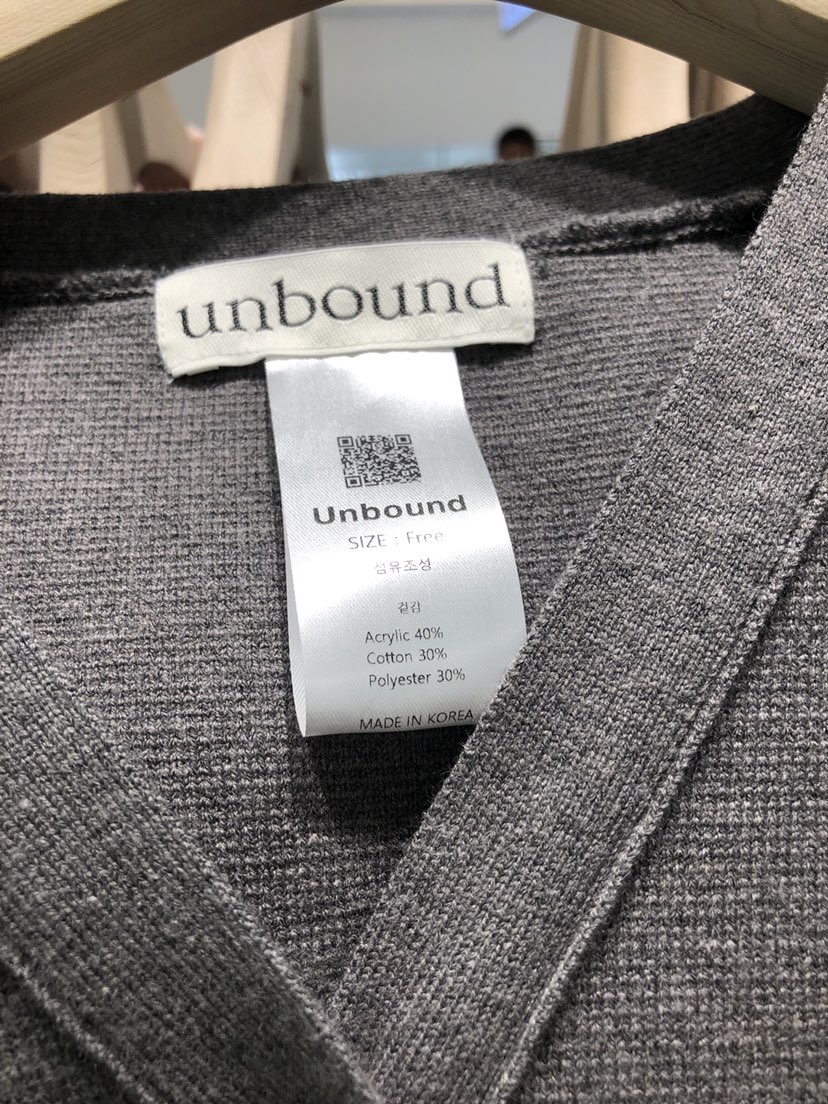 unbound
Unbound
SIZE : Free
섬유조성
겉감
Acrylic 40%
Cotton 30%
Polyester 30%
MADE IN KOREA